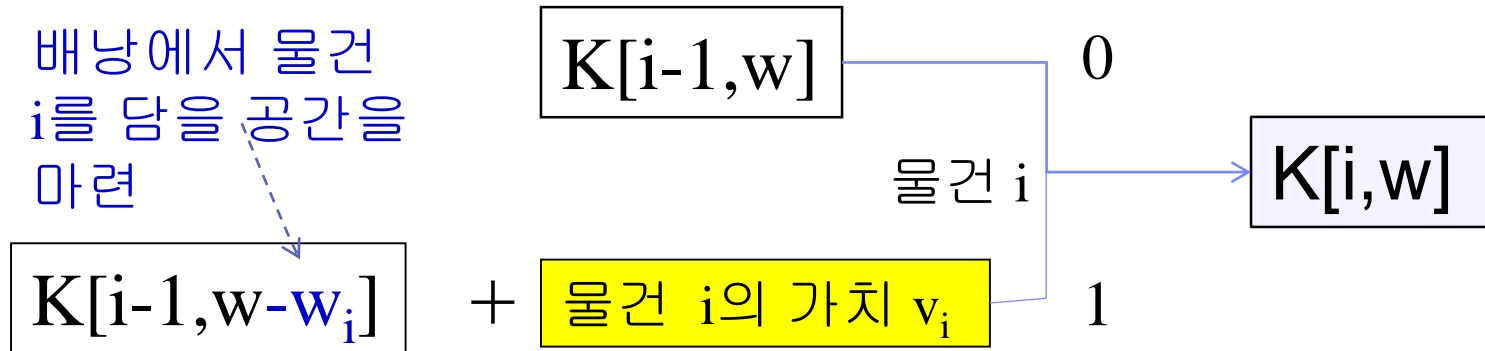 배낭에서 물건
i를 담을 공간을
마련
K[i-1,w]
0
물건 i
K[i,w]
K[i-1,w-wᵢ]
+
물건 i의 가치 vᵢ
1